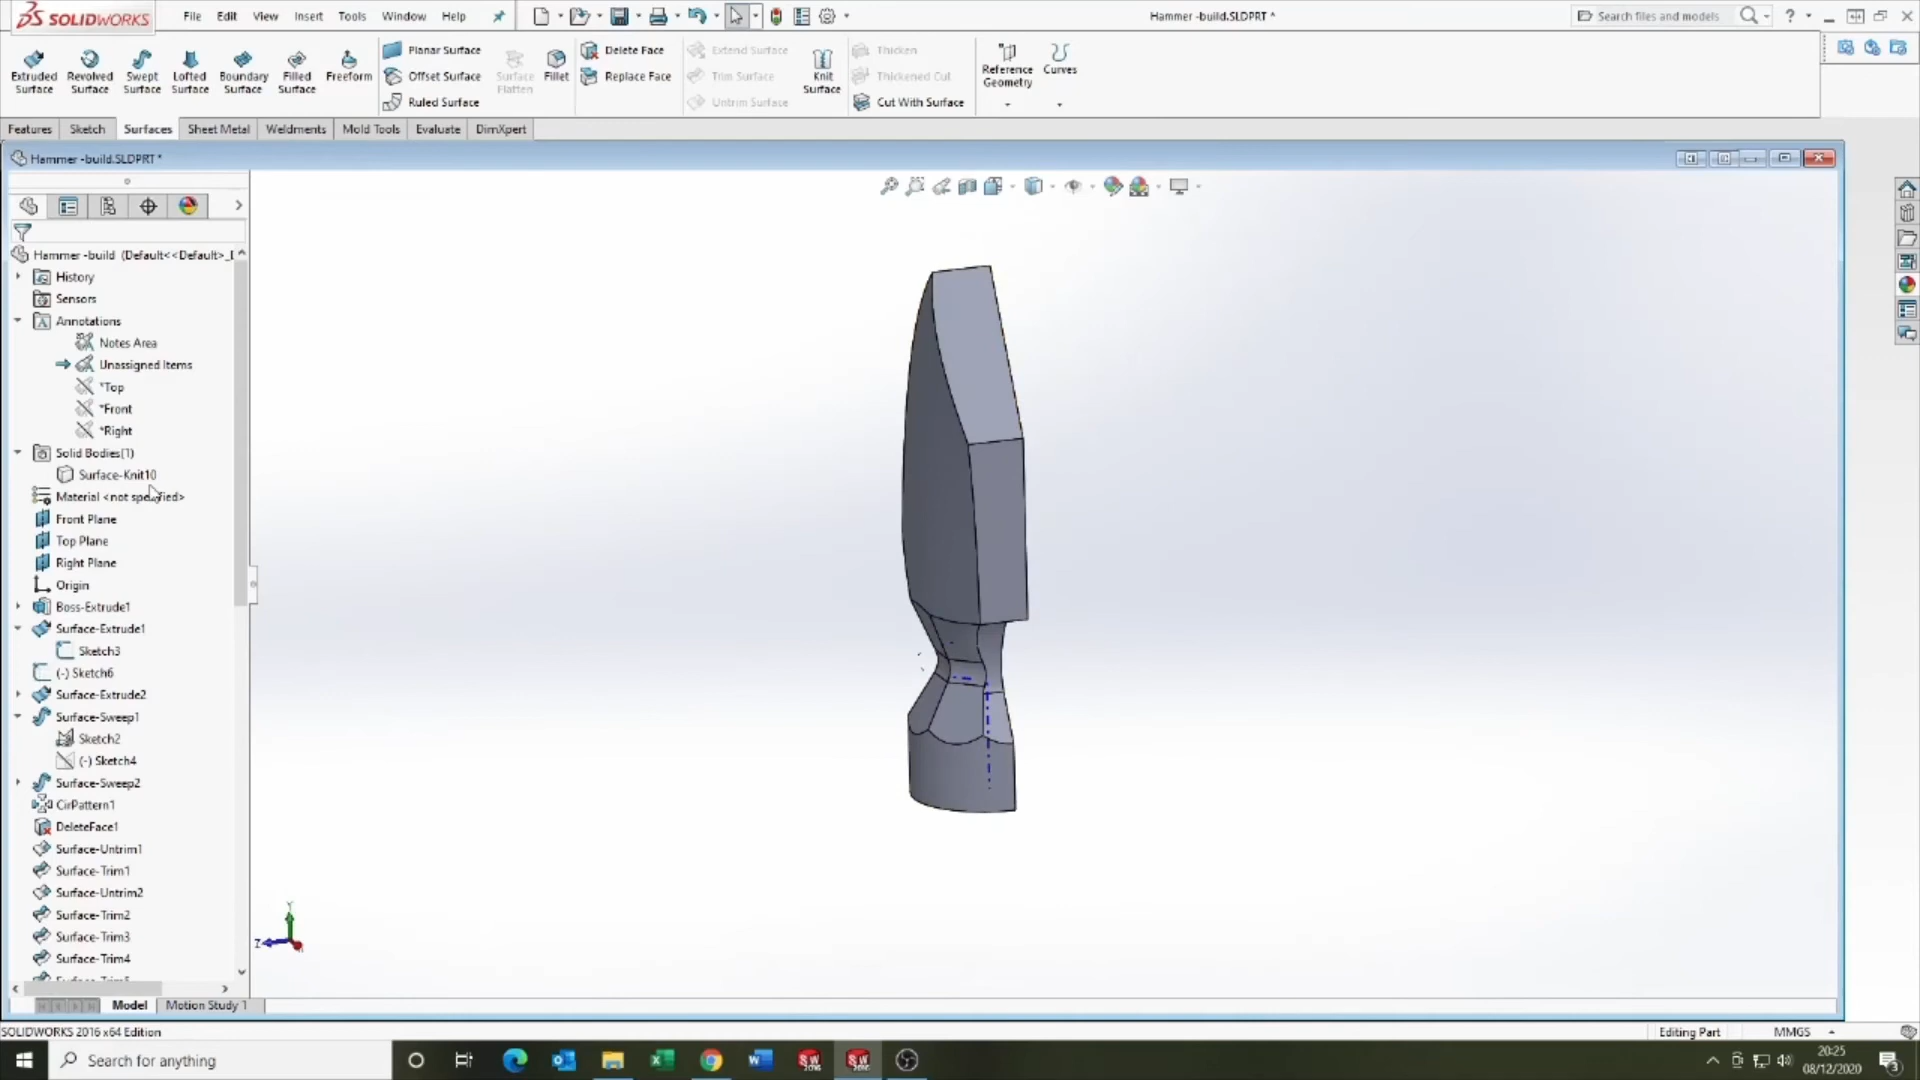 SOLIDWORKS File Edit View Insert Tools Window Help Hammer -build.SLDPRT * Search files and models ?
Extruded Surface
Revolved Surface
Swept Surface
Lofted Surface
Boundary Surface
Filled Surface
Freeform
Planar Surface
Offset Surface
Ruled Surface
Surface Flatten
Fillet
Delete Face
Replace Face
Extend Surface
Trim Surface
Untrim Surface
Knit Surface
Thicken
Thickened Cut
Cut With Surface
Reference Geometry
Curves
Features Sketch Surfaces Sheet Metal Weldments Mold Tools Evaluate DimXpert
Hammer -build.SLDPRT *
Hammer -build (Default<<Default>_D
History
Sensors
Annotations
Notes Area
Unassigned Items
*Top
*Front
*Right
Solid Bodies(1)
Surface-Knit10
Material <not specified>
Front Plane
Top Plane
Right Plane
Origin
Boss-Extrude1
Surface-Extrude1
Sketch3
(-) Sketch6
Surface-Extrude2
Surface-Sweep1
Sketch2
(-) Sketch4
Surface-Sweep2
CirPattern1
DeleteFace1
Surface-Untrim1
Surface-Trim1
Surface-Untrim2
Surface-Trim2
Surface-Trim3
Surface-Trim4
Surface-Trim5
Y
Z
Model Motion Study 1
SOLIDWORKS 2016 x64 Edition Editing Part MMGS
Search for anything
20:25
08/12/2020